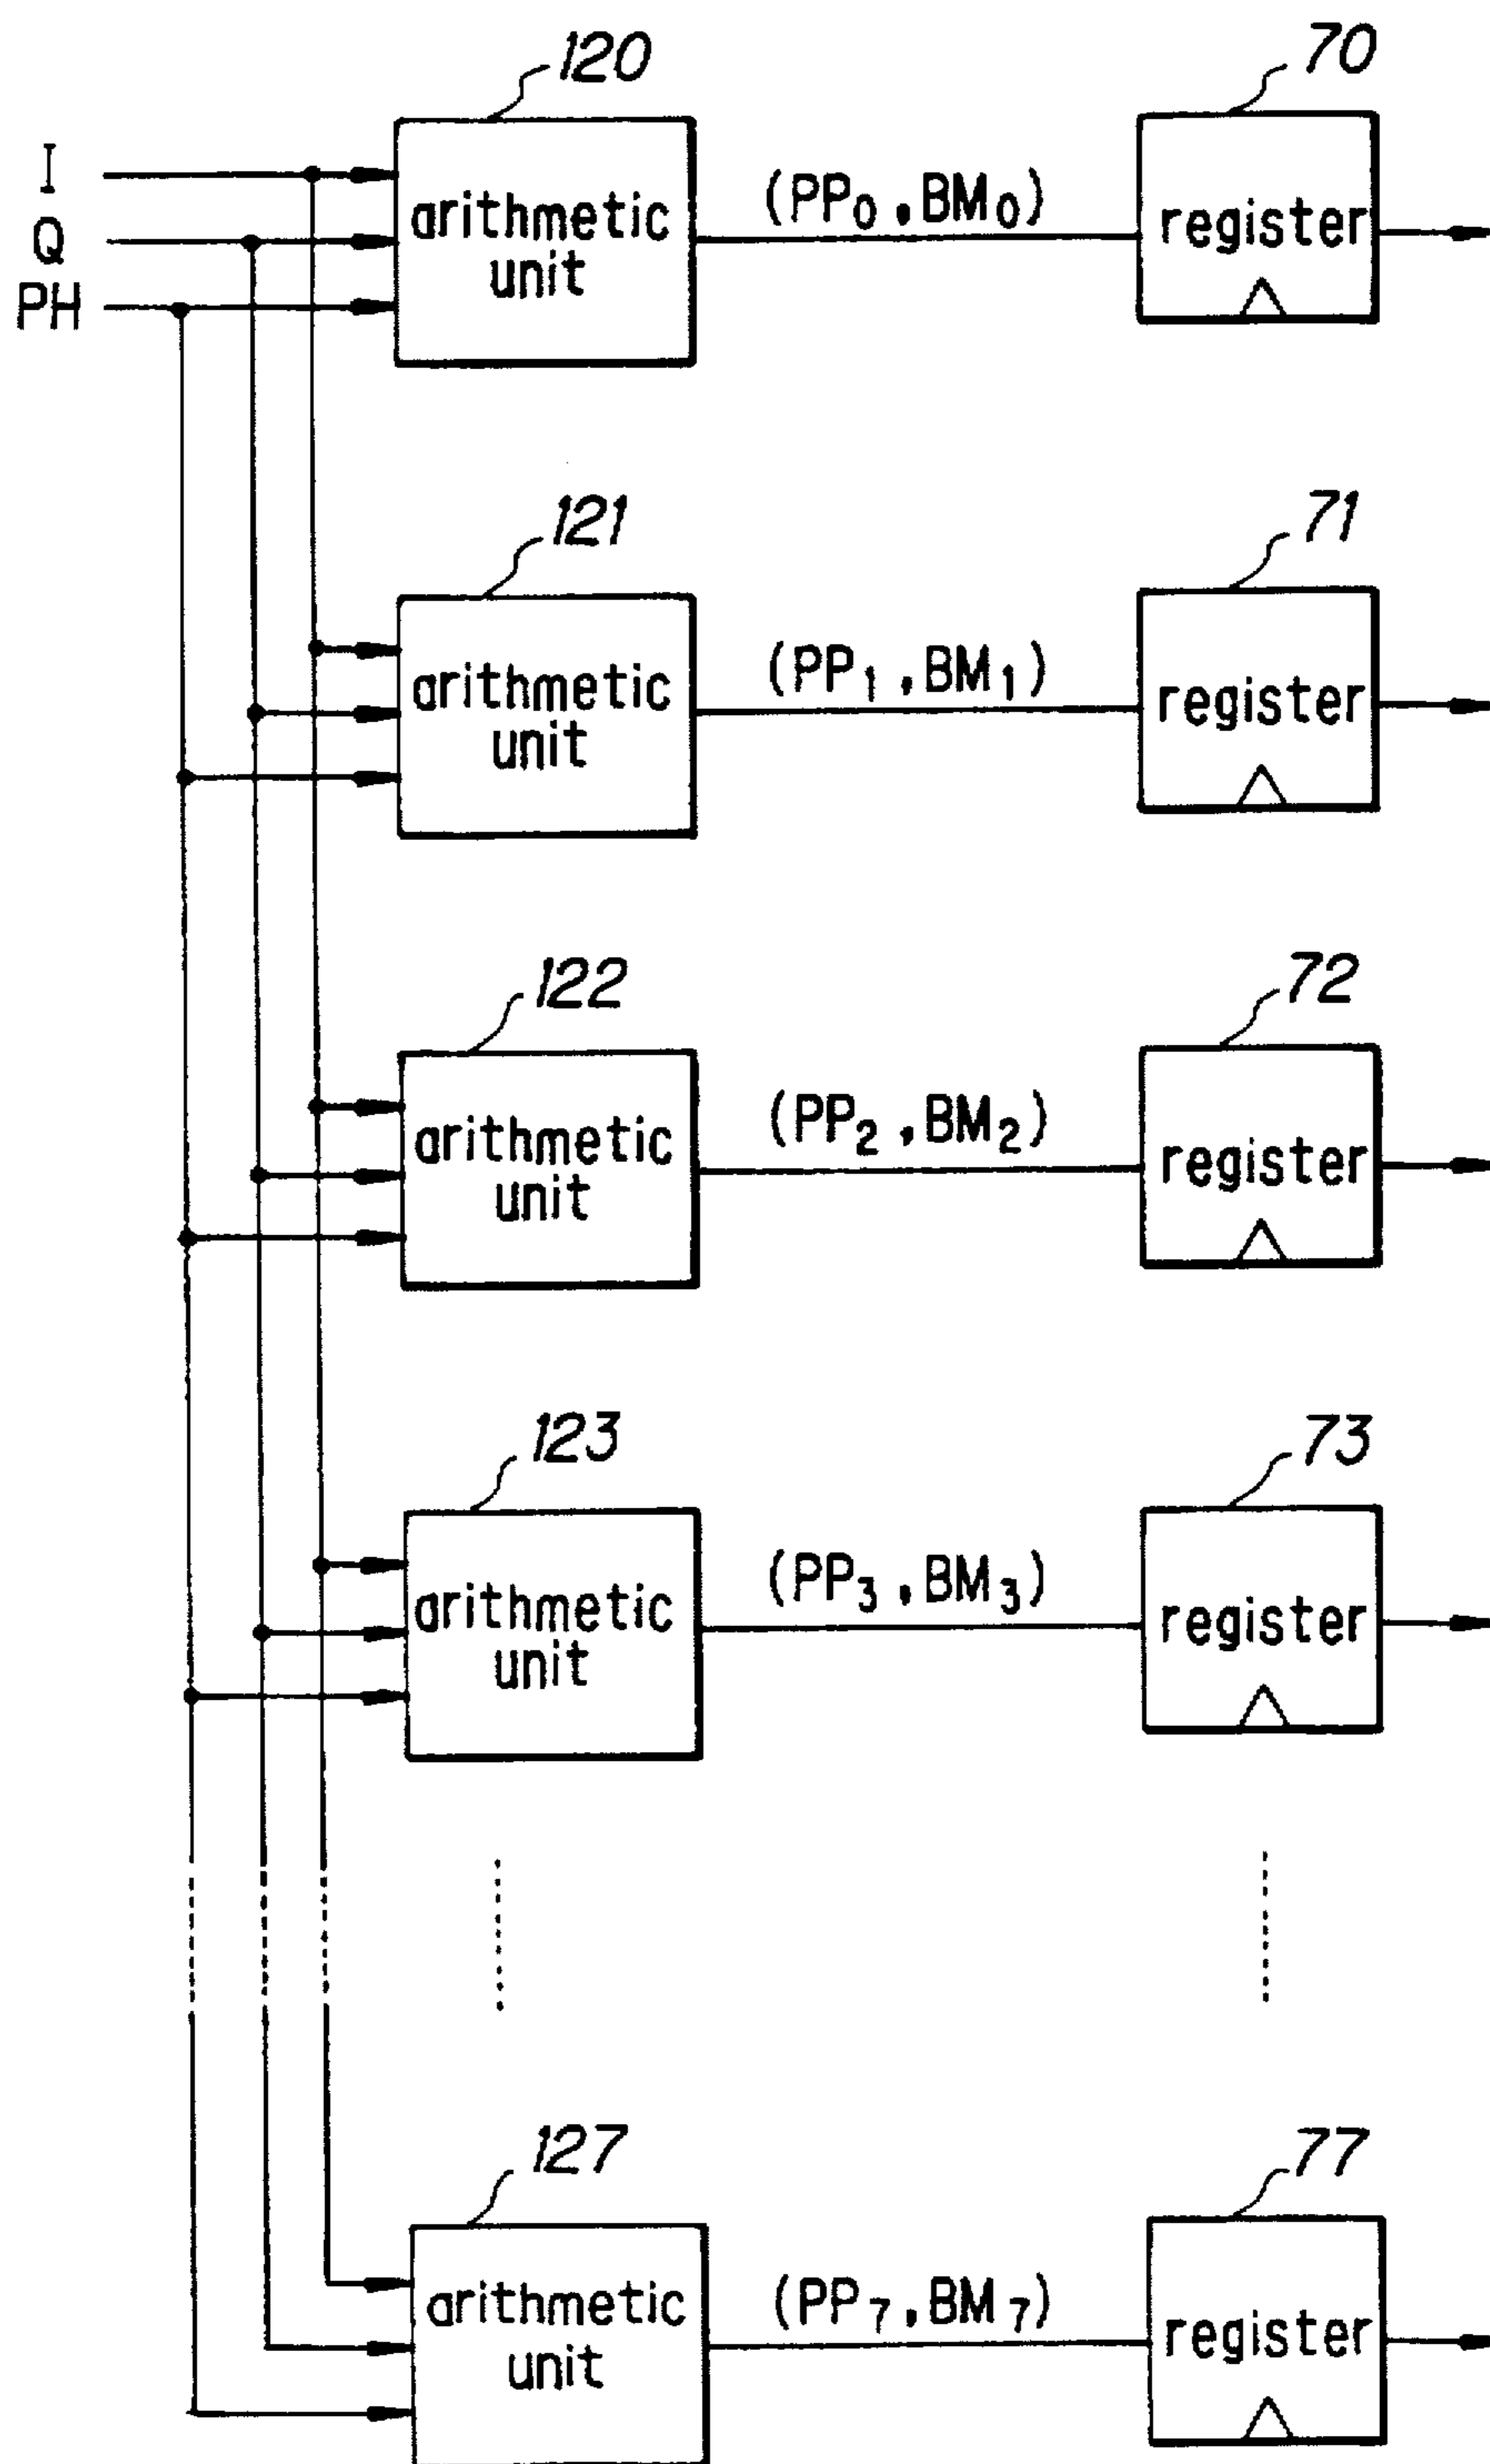 120
70
I
Q
PH
arithmetic
unit
(PP0, BM0)
register
121
71
arithmetic
unit
(PP1, BM1)
register
122
72
arithmetic
unit
(PP2, BM2)
register
123
73
arithmetic
unit
(PP3, BM3)
register
127
77
arithmetic
unit
(PP7, BM7)
register